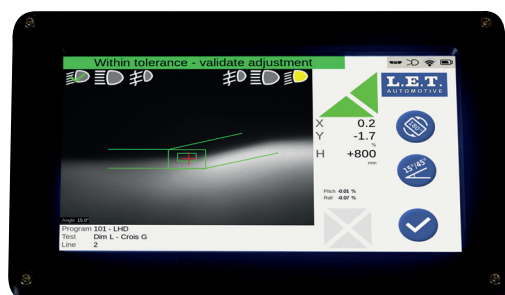 Within tolerance - validate adjustment
L.E.T.
AUTOMOTIVE
X 0.2
Y -1.7
%
H +800
mm
180°
15°/45°
Pitch -0.01 %
Roll -0.07 %
Angle 15.0°
Program 101 - LHD
Test Dim L - Crois G
Line 2